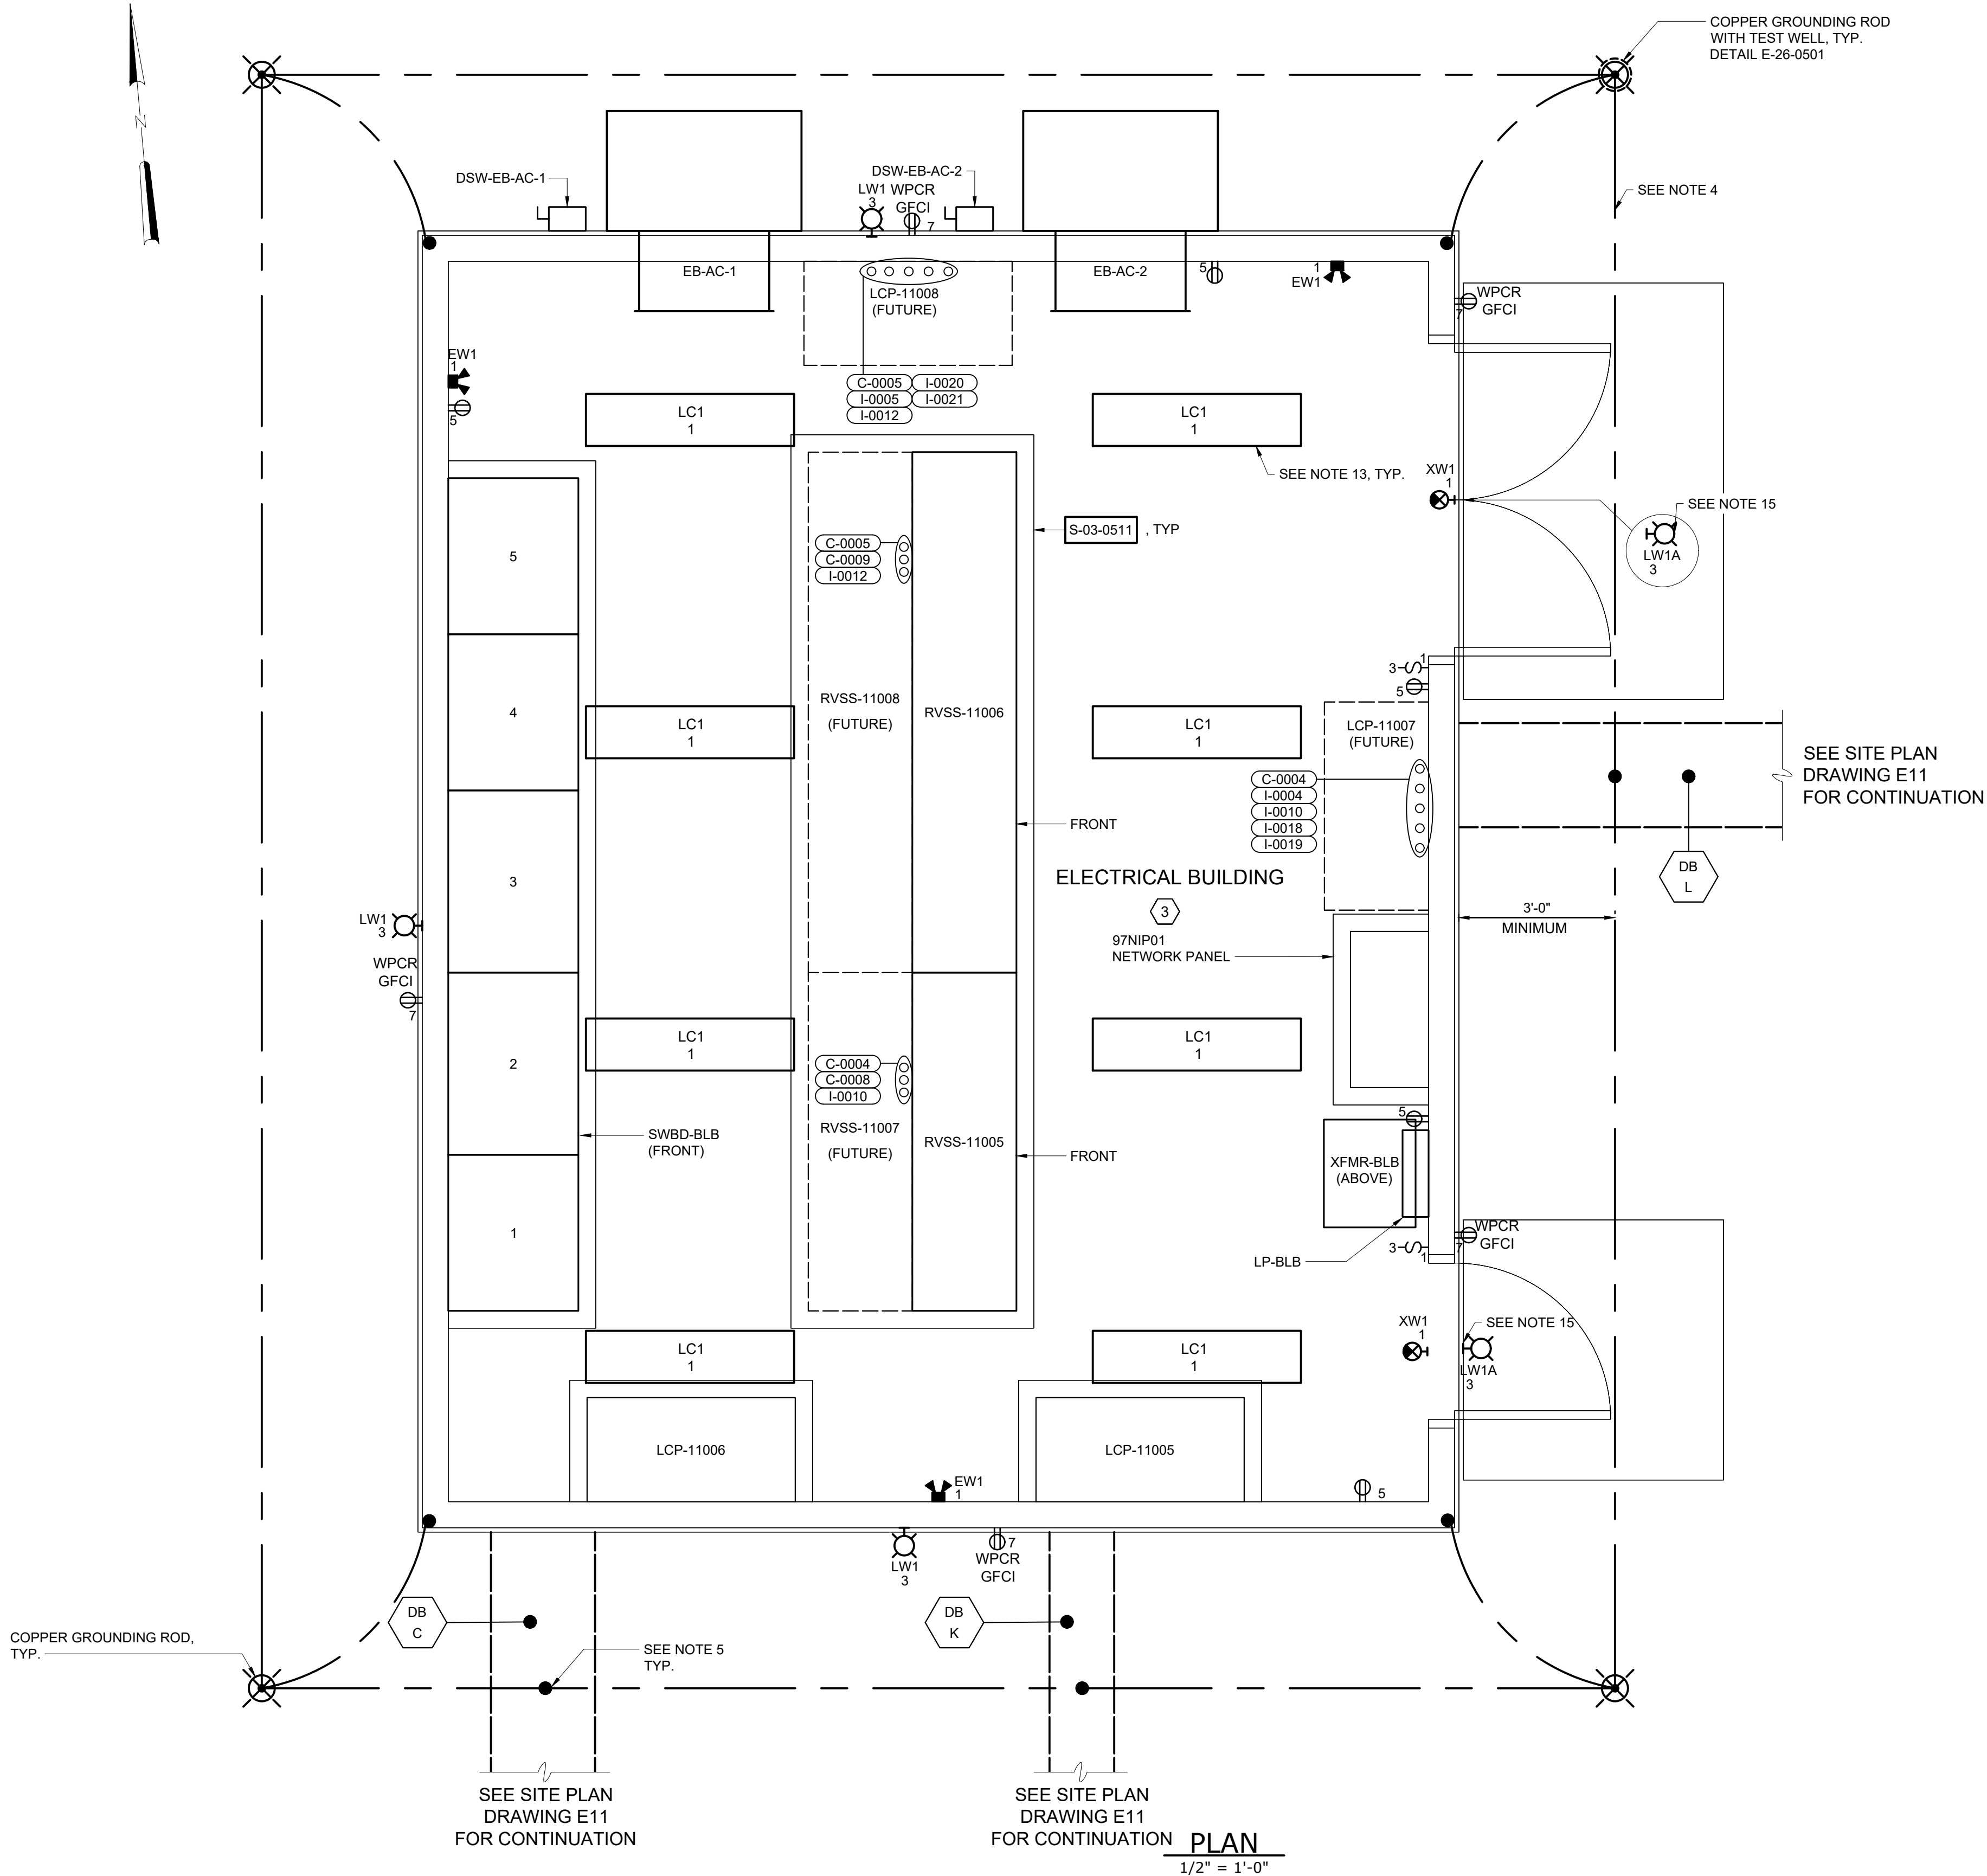 COPPER GROUNDING ROD
WITH TEST WELL, TYP.
DETAIL E-26-0501
N
SEE NOTE 4
DSW-EB-AC-1
DSW-EB-AC-2
LW1
3
WPCR
GFCI
7
EB-AC-1
EB-AC-2
LCP-11008
(FUTURE)
5
1
EW1
WPCR
GFCI
7
EW1
1
5
C-0005
I-0020
I-0005
I-0021
I-0012
LC1
1
LC1
1
SEE NOTE 13, TYP.
XW1
1
SEE NOTE 15
LW1A
3
S-03-0511
, TYP
C-0005
C-0009
I-0012
5
4
3
2
1
RVSS-11008
(FUTURE)
RVSS-11006
LC1
1
LC1
1
3
1
5
LCP-11007
(FUTURE)
C-0004
I-0004
I-0010
I-0018
I-0019
SEE SITE PLAN
DRAWING E11
FOR CONTINUATION
DB
L
FRONT
ELECTRICAL BUILDING
3
3'-0"
MINIMUM
97NIP01
NETWORK PANEL
LW1
3
WPCR
GFCI
7
LC1
1
LC1
1
C-0004
C-0008
I-0010
RVSS-11007
(FUTURE)
RVSS-11005
SWBD-BLB
(FRONT)
FRONT
5
XFMR-BLB
(ABOVE)
WPCR
GFCI
7
3
1
LP-BLB
XW1
1
SEE NOTE 15
LW1A
3
LC1
1
LC1
1
LCP-11006
LCP-11005
EW1
1
5
LW1
3
7
WPCR
GFCI
DB
C
DB
K
COPPER GROUNDING ROD,
TYP.
SEE NOTE 5
TYP.
SEE SITE PLAN
DRAWING E11
FOR CONTINUATION
SEE SITE PLAN
DRAWING E11
FOR CONTINUATION
PLAN
1/2" = 1'-0"